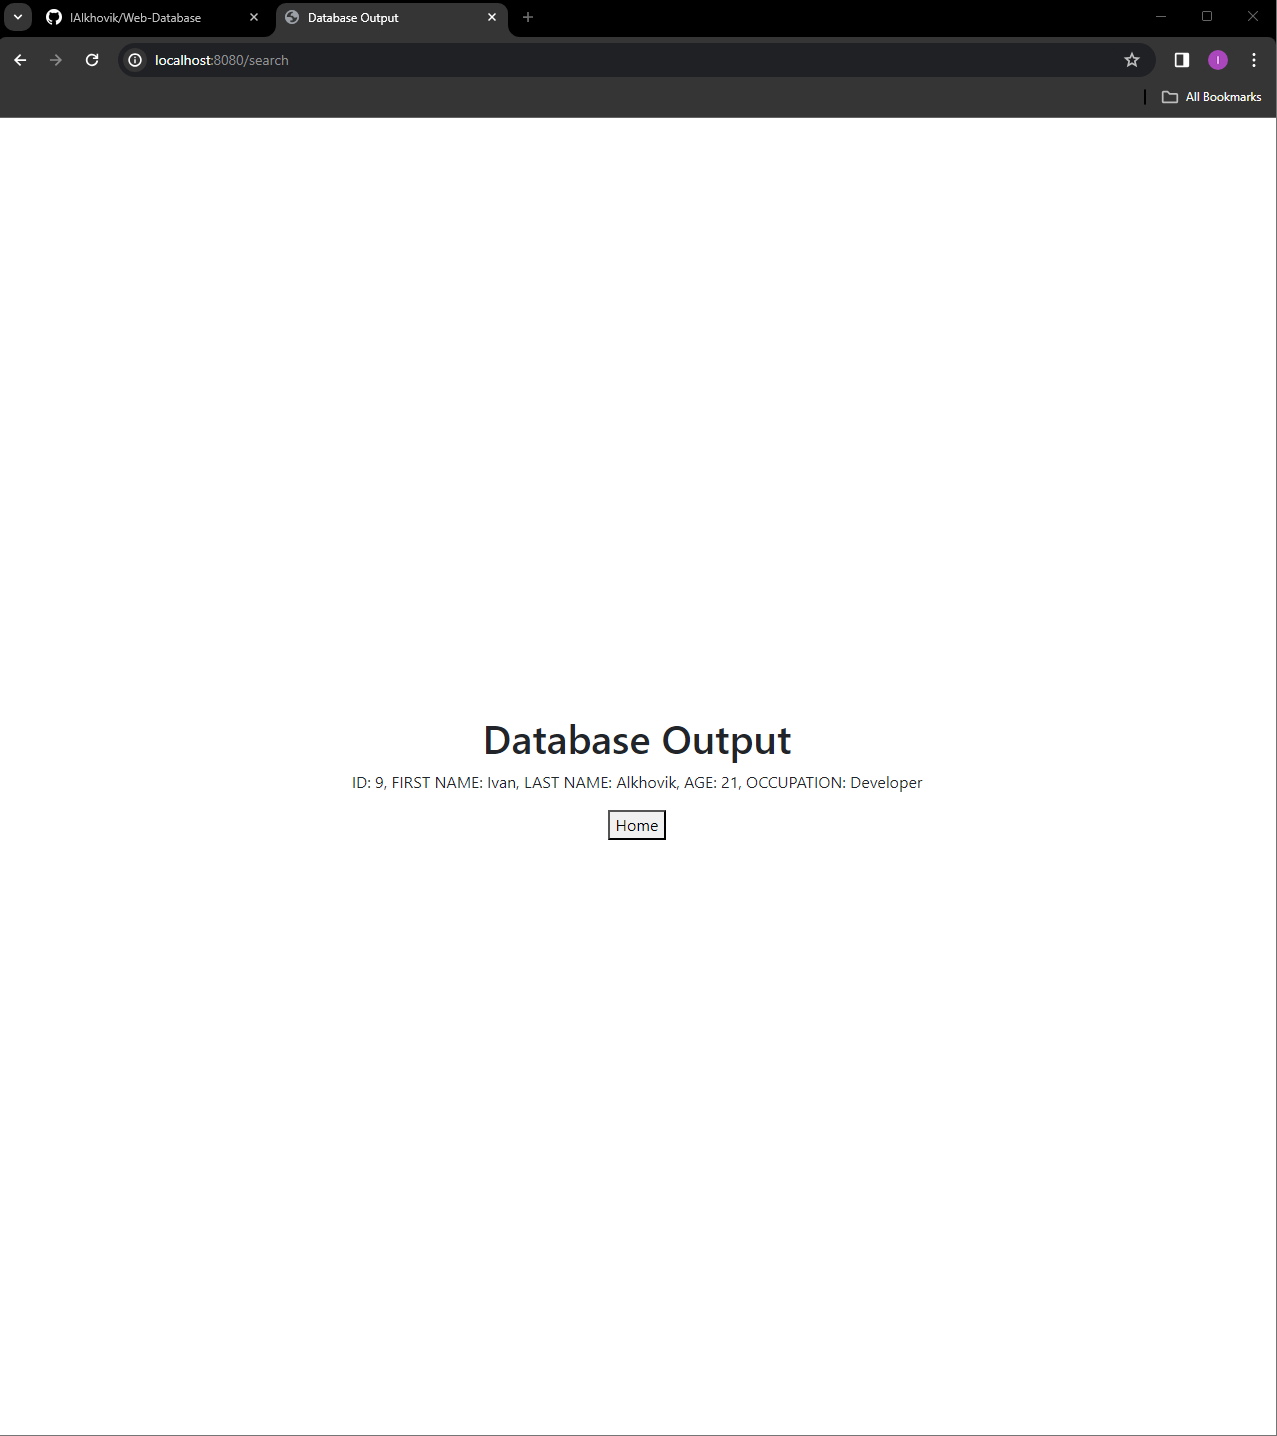 IAlkhovik/Web-Database
Database Output
localhost:8080/search
I
All Bookmarks
Database Output
ID: 9, FIRST NAME: Ivan, LAST NAME: Alkhovik, AGE: 21, OCCUPATION: Developer
Home